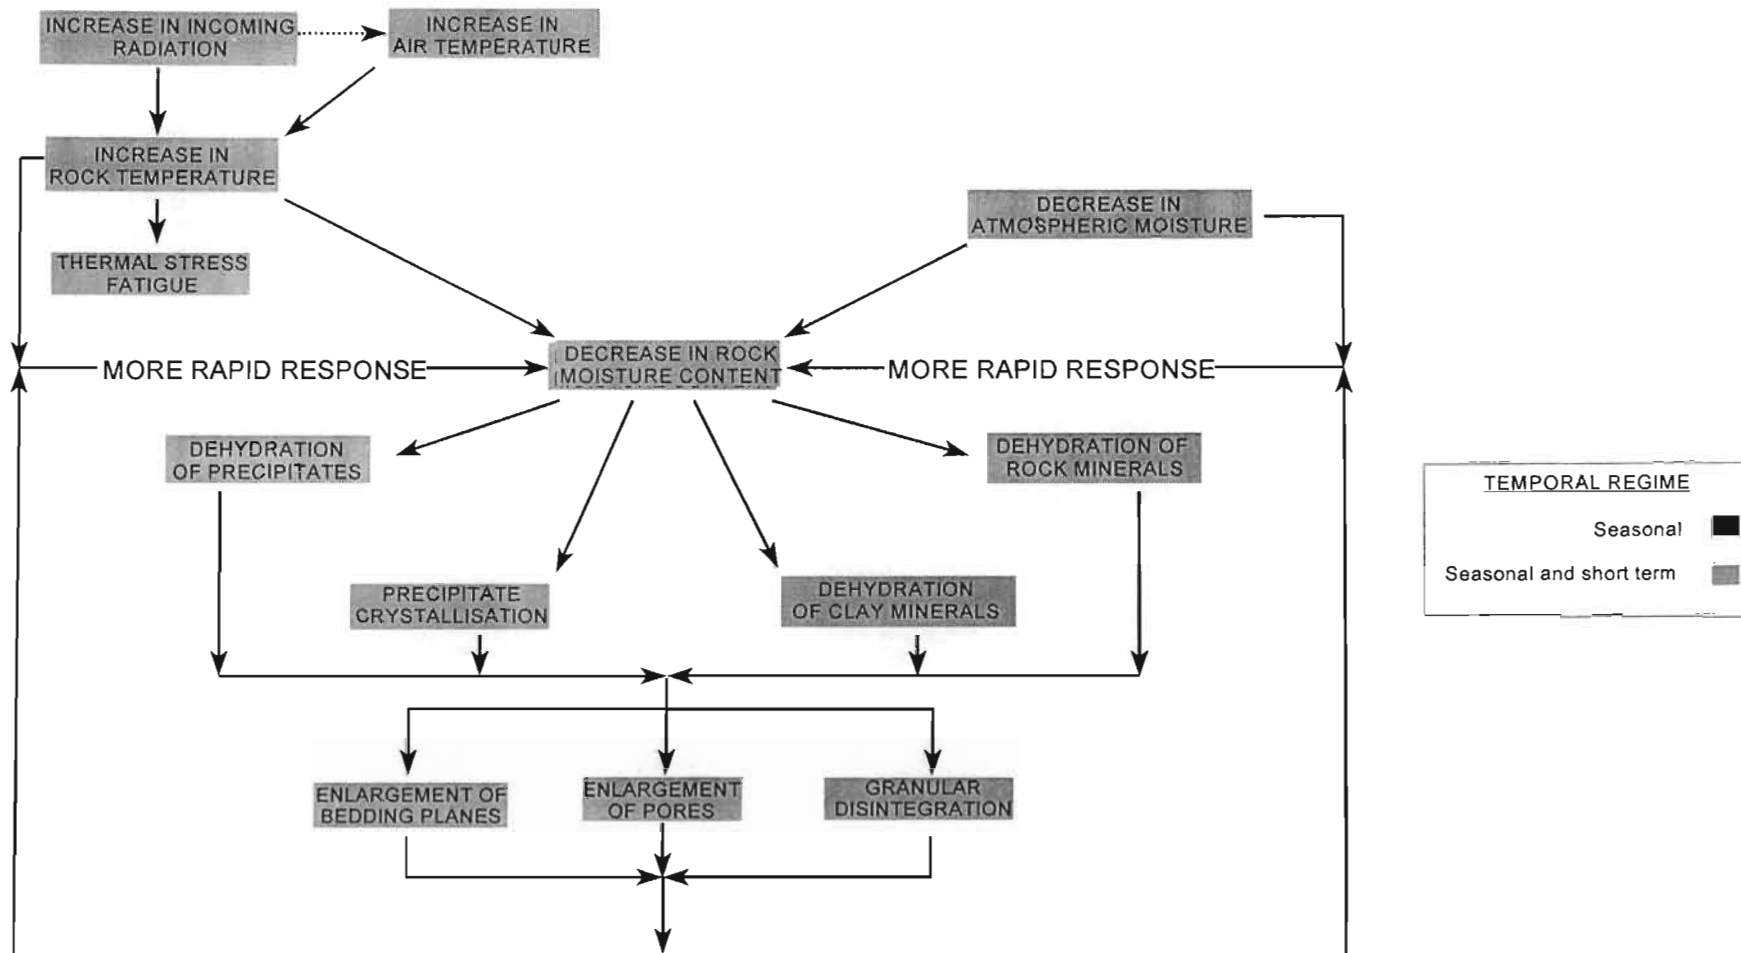 INCREASE IN INCOMING
RADIATION
INCREASE IN
AIR TEMPERATURE
INCREASE IN
ROCK TEMPERATURE
DECREASE IN
ATMOSPHERIC MOISTURE
THERMAL STRESS
FATIGUE
MORE RAPID RESPONSE
DECREASE IN ROCK
MOISTURE CONTENT
MORE RAPID RESPONSE
DEHYDRATION
OF PRECIPITATES
DEHYDRATION OF
ROCK MINERALS
TEMPORAL REGIME
Seasonal
Seasonal and short term
PRECIPITATE
CRYSTALLISATION
DEHYDRATION
OF CLAY MINERALS
ENLARGEMENT OF
BEDDING PLANES
ENLARGEMENT
OF PORES
GRANULAR
DISINTEGRATION